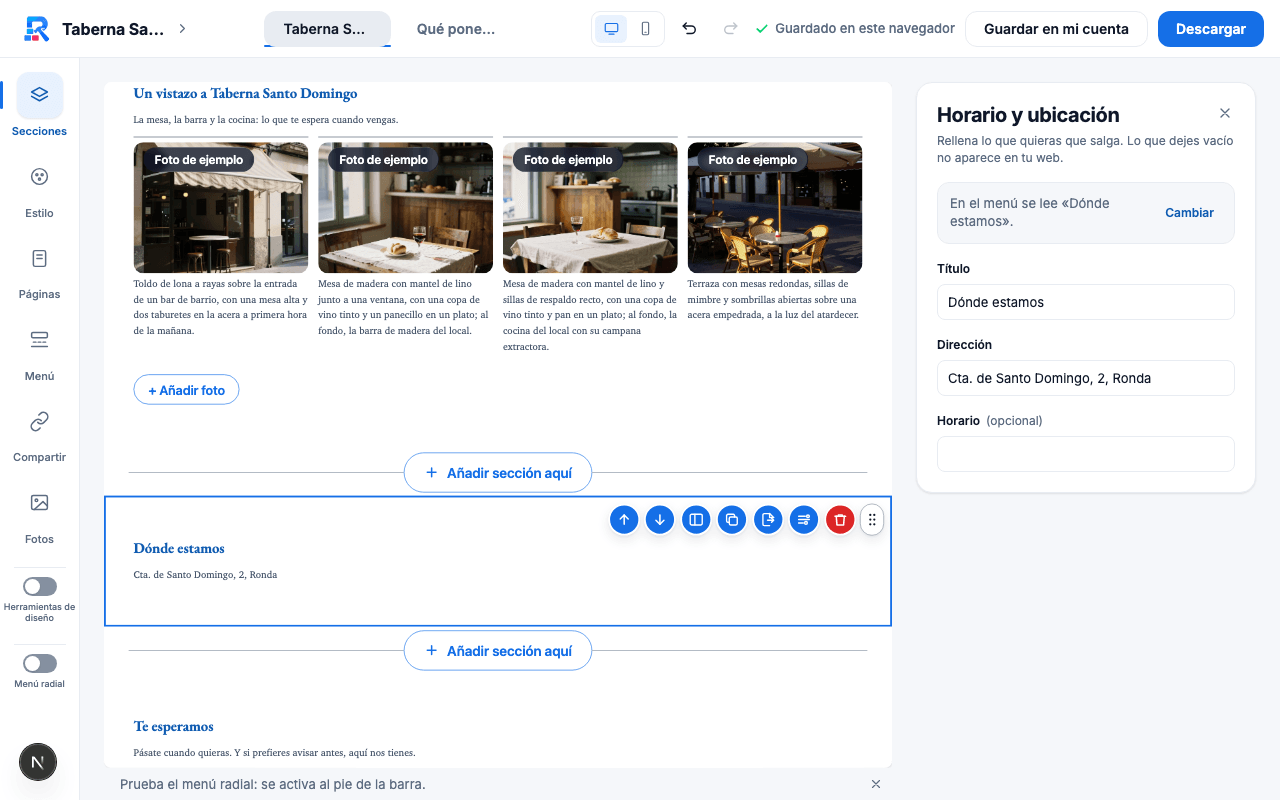 Taberna Sa...
Taberna S...
Qué pone...
Guardado en este navegador
Guardar en mi cuenta
Descargar
Secciones
Estilo
Páginas
Menú
Compartir
Fotos
Herramientas de
diseño
Menú radial
N
Un vistazo a Taberna Santo Domingo
La mesa, la barra y la cocina: lo que te espera cuando vengas.
Foto de ejemplo
Foto de ejemplo
Foto de ejemplo
Foto de ejemplo
Toldo de lona a rayas sobre la entrada
de un bar de barrio, con una mesa alta y
dos taburetes en la acera a primera hora
de la mañana.
Mesa de madera con mantel de lino
junto a una ventana, con una copa de
vino tinto y un panecillo en un plato; al
fondo, la barra de madera del local.
Mesa de madera con mantel de lino y
sillas de respaldo recto, con una copa de
vino tinto y pan en un plato; al fondo, la
cocina del local con su campana
extractora.
Terraza con mesas redondas, sillas de
mimbre y sombrillas abiertas sobre una
acera empedrada, a la luz del atardecer.
+ Añadir foto
+ Añadir sección aquí
Dónde estamos
Cta. de Santo Domingo, 2, Ronda
+ Añadir sección aquí
Te esperamos
Pásate cuando quieras. Y si prefieres avisar antes, aquí nos tienes.
Prueba el menú radial: se activa al pie de la barra.
Horario y ubicación
Rellena lo que quieras que salga. Lo que dejes vacío
no aparece en tu web.
En el menú se lee «Dónde
estamos».
Cambiar
Título
Dónde estamos
Dirección
Cta. de Santo Domingo, 2, Ronda
Horario (opcional)